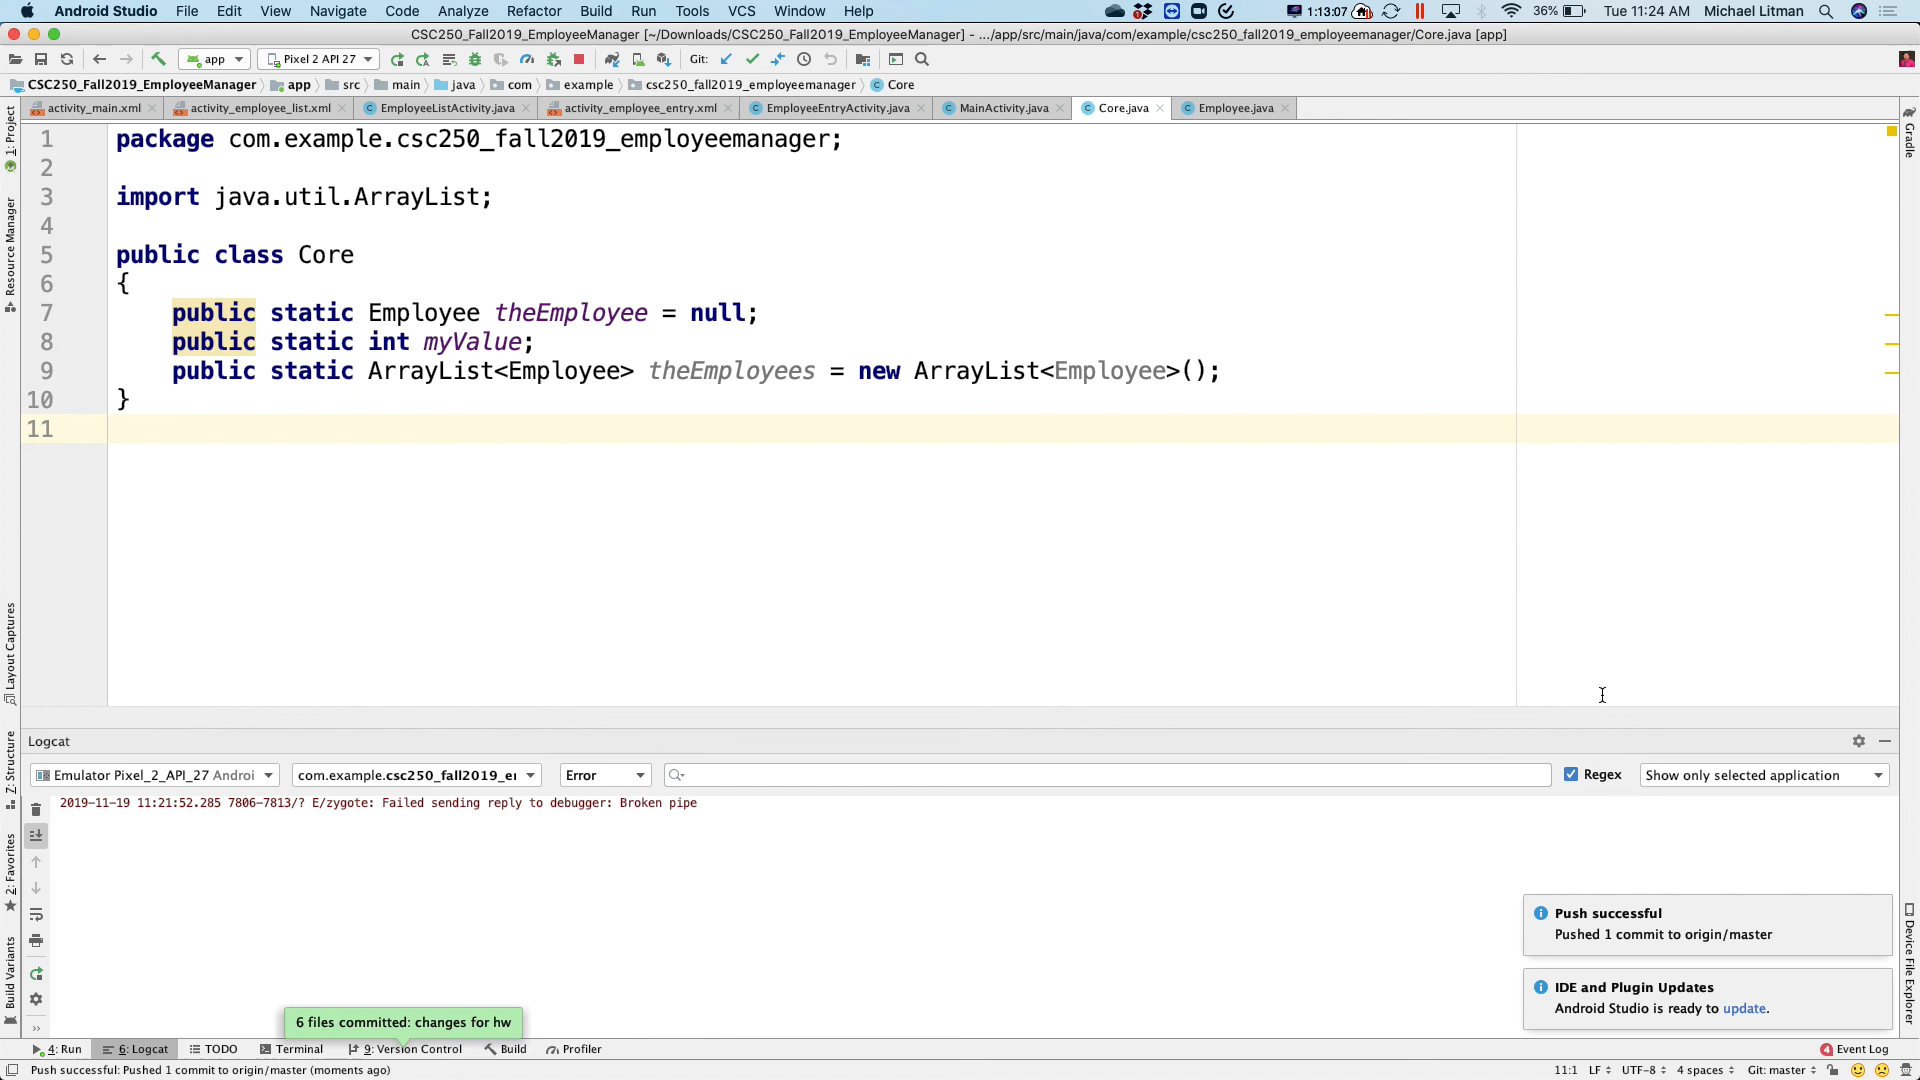 Android Studio File Edit View Navigate Code Analyze Refactor Build Run Tools VCS Window Help 1:13:07 36% Tue 11:24 AM Michael Litman
CSC250_Fall2019_EmployeeManager [~/Downloads/CSC250_Fall2019_EmployeeManager] - .../app/src/main/java/com/example/csc250_fall2019_employeemanager/Core.java [app]
app Pixel 2 API 27 Git:
CSC250_Fall2019_EmployeeManager app src main java com example csc250_fall2019_employeemanager Core
activity_main.xml activity_employee_list.xml EmployeeListActivity.java activity_employee_entry.xml EmployeeEntryActivity.java MainActivity.java Core.java Employee.java
1 package com.example.csc250_fall2019_employeemanager;
2
3 import java.util.ArrayList;
4
5 public class Core
6 {
7 public static Employee theEmployee = null;
8 public static int myValue;
9 public static ArrayList<Employee> theEmployees = new ArrayList<Employee>();
10 }
11
1: Project
Resource Manager
Layout Captures
Z: Structure
2: Favorites
Build Variants
Gradle
Device File Explorer
Logcat
Emulator Pixel_2_API_27 Androi com.example.csc250_fall2019_er Error Regex Show only selected application
2019-11-19 11:21:52.285 7806-7813/? E/zygote: Failed sending reply to debugger: Broken pipe
Push successful
Pushed 1 commit to origin/master
IDE and Plugin Updates
Android Studio is ready to update.
6 files committed: changes for hw
4: Run 6: Logcat TODO Terminal 9: Version Control Build Profiler 4 Event Log
Push successful: Pushed 1 commit to origin/master (moments ago) 11:1 LF UTF-8 4 spaces Git: master